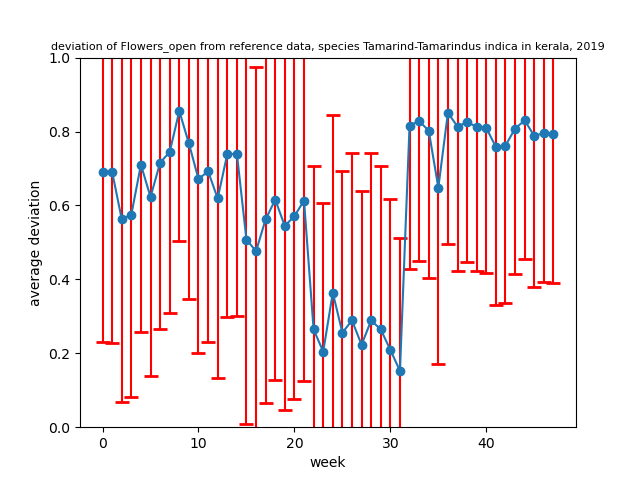 deviation of Flowers_open from reference data, species Tamarind-Tamarindus indica in kerala, 2019
1.0
0.8
0.6
0.4
0.2
0.0
average deviation
0 10 20 30 40
week